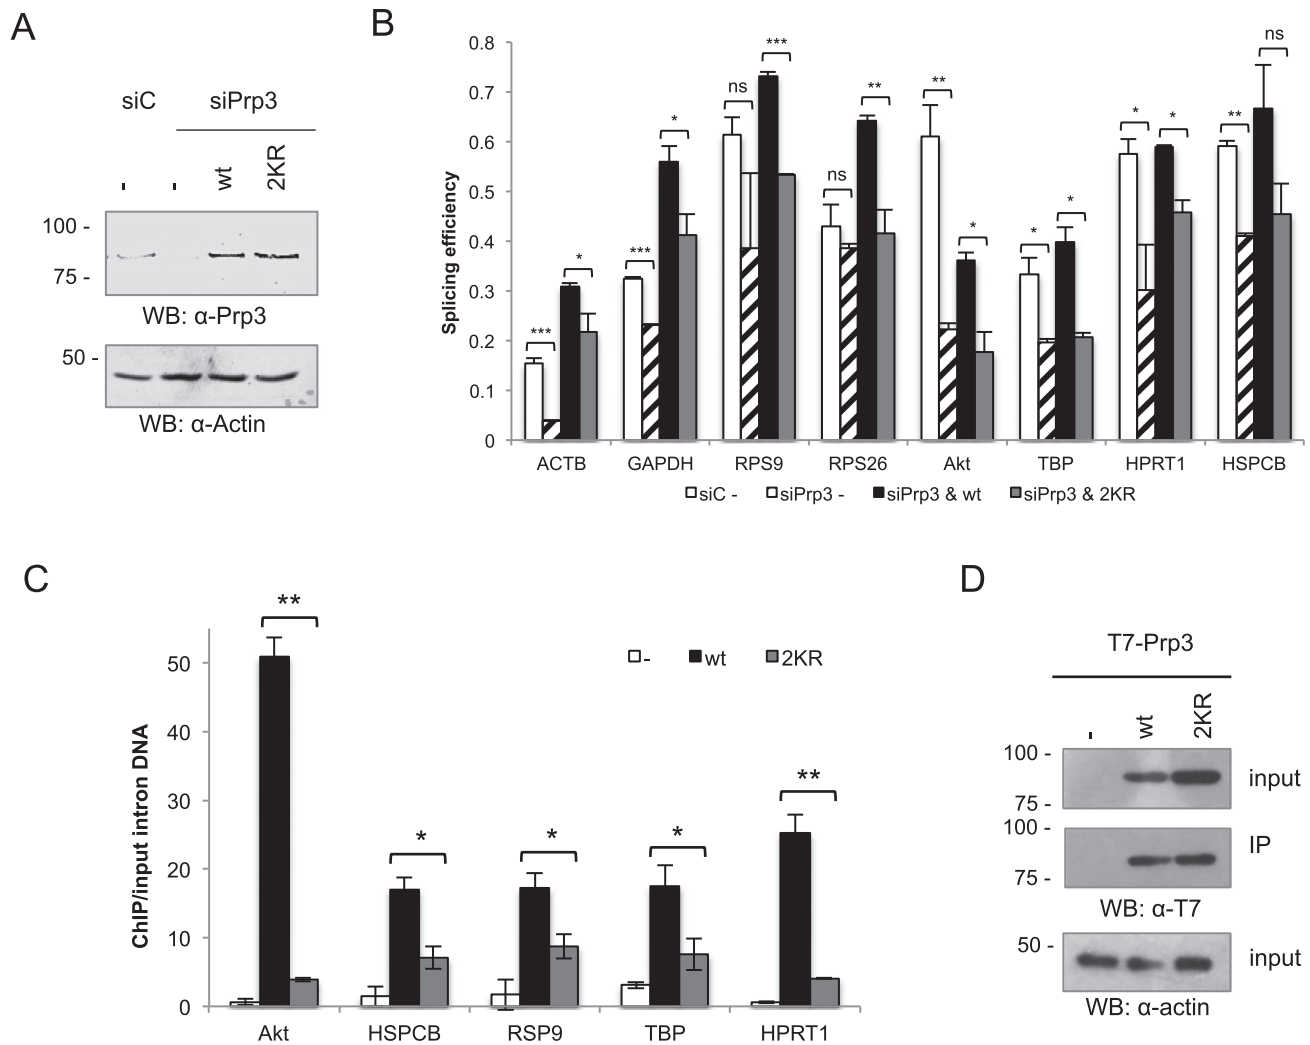 A
siC
siPrp3
-
-
wt
2KR
100 -
75 -
WB: α-Prp3
50 -
WB: α-Actin
B
Splicing efficiency
0.8
0.7
0.6
0.5
0.4
0.3
0.2
0.1
0
***
*
***
*
ns
***
ns
**
**
*
*
*
*
*
**
ns
ACTB
GAPDH
RPS9
RPS26
Akt
TBP
HPRT1
HSPCB
siC -
siPrp3 -
siPrp3 & wt
siPrp3 & 2KR
C
ChIP/input intron DNA
50
40
30
20
10
0
**
*
*
*
**
-
wt
2KR
Akt
HSPCB
RSP9
TBP
HPRT1
D
T7-Prp3
-
wt
2KR
100 -
75 -
input
100 -
75 -
IP
WB: α-T7
50 -
input
WB: α-actin